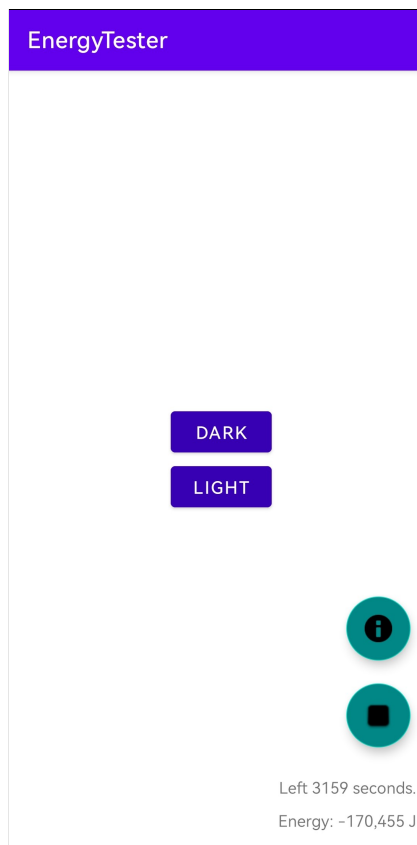 EnergyTester
DARK
LIGHT
Left 3159 seconds.
Energy: -170,455 J